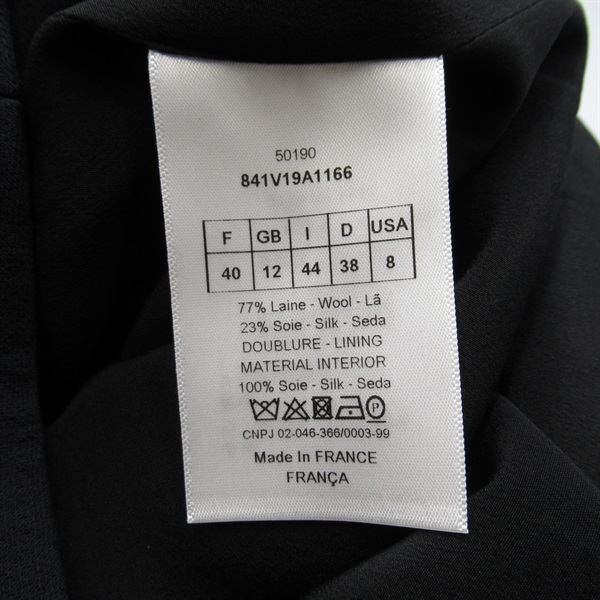 50190
841V19A1166
F GB I D USA
40 12 44 38 8
77% Laine - Wool - Lã
23% Soie - Silk - Seda
DOUBLURE - LINING
MATERIAL INTERIOR
100% Soie - Silk - Seda
P
CNPJ 02-046-366/0003-99
Made In FRANCE
FRANÇA